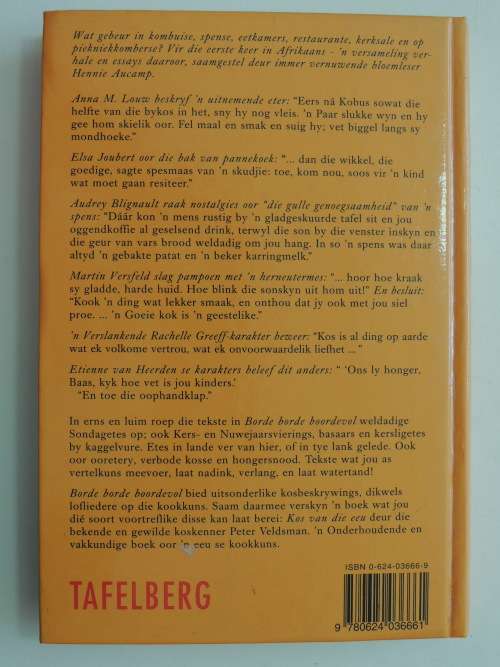 Wat gebeur in kombuise, spense, eetkamers, restaurante, kerksale en op
piekniekkomberse? Vir die eerste keer in Afrikaans - 'n versameling ver-
hale en essays daaroor, saamgestel deur immer vernuwende bloemleser
Hennie Aucamp.
Anna M. Louw beskryf 'n uitnemende eter: "Eers ná Kobus sowat die
helfte van die bykos in het, sny hy nog vleis. 'n Paar slukke wyn en hy
gee hom skielik oor. Fel maal en smak en suig hy; vet biggel langs sy
mondhoeke."
Elsa Joubert oor die bak van pannekoek: "... dan die wikkel, die
goedige, sagte spesmaas van 'n skudjie: toe, kom nou, soos vir 'n kind
wat moet gaan resiteer."
Audrey Blignault raak nostalgies oor "die gulle genoegsaamheid" van 'n
spens: "Dáár kon 'n mens rustig by 'n gladgeskuurde tafel sit en jou
oggendkoffie al geselsend drink, terwyl die son by die venster inskyn en
die geur van vars brood weldadig om jou hang. In so 'n spens was daar
altyd 'n gebakte patat en 'n beker karringmelk."
Martin Versfeld slag pampoen met 'n herneutermes: "... hoor hoe kraak
sy gladde, harde huid. Hoe blink die sonskyn uit hom uit!" En besluit:
"Kook 'n ding wat lekker smaak, en onthou dat jy ook met jou siel
proe. ... 'n Goeie kok is 'n geestelike."
'n Verslankende Rachelle Greeff-karakter beweer: "Kos is al ding op aarde
wat ek volkome vertrou, wat ek onvoorwaardelik liefhet ... "
Etienne van Heerden se karakters beleef dit anders: " 'Ons ly honger,
Baas, kyk hoe vet is jou kinders.'
"En toe die oophandklap."
In erns en luim roep die tekste in Borde borde boordevol weldadige
Sondagetes op; ook Kers- en Nuwejaarsvierings, basaars en kersligetes
by kaggelvure. Etes in lande ver van hier, of in tye lank gelede. Ook
oor ooretery, verbode kosse en hongersnood. Tekste wat jou as
vertelkuns meevoer, laat nadink, verlang, en laat watertand!
Borde borde boordevol bied uitsonderlike kosbeskrywings, dikwels
lofliedere op die kookkuns. Saam daarmee verskyn 'n boek wat jou
dié soort voortreflike disse kan laat berei: Kos van die eeu deur die
bekende en gewilde koskenner Peter Veldsman. 'n Onderhoudende en
vakkundige boek oor 'n eeu se kookkuns.
ISBN 0-624-03666-9
TAFELBERG
9 780624 036661